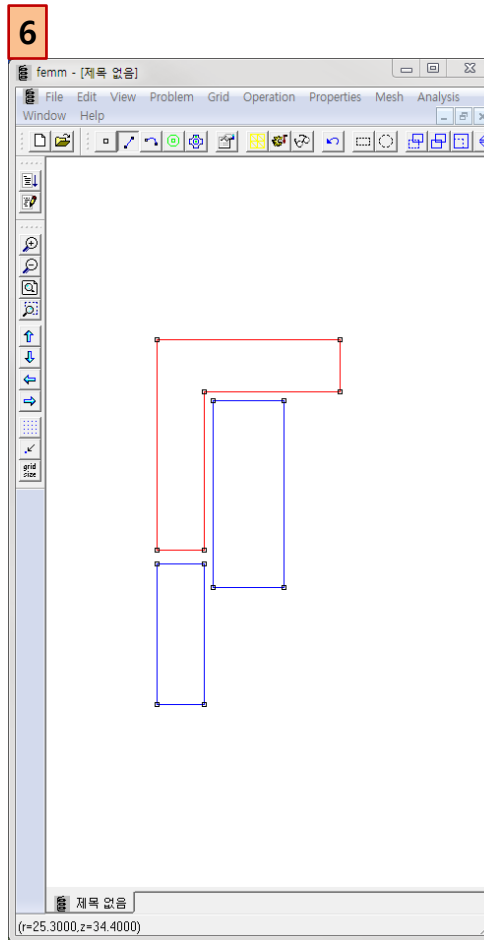 6
femm - [제목 없음]
File Edit View Problem Grid Operation Properties Mesh Analysis
Window Help
grid
size
제목 없음
(r=25.3000,z=34.4000)